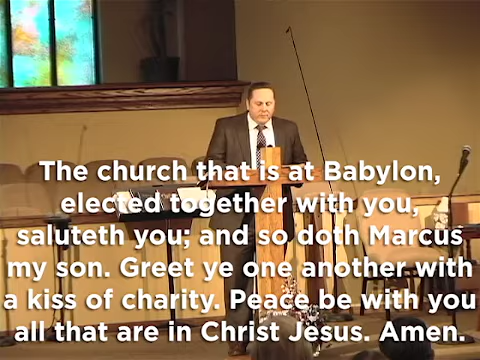 The church that is at Babylon,
elected together with you,
saluteth you; and so doth Marcus
my son. Greet ye one another with
a kiss of charity. Peace be with you
all that are in Christ Jesus. Amen.